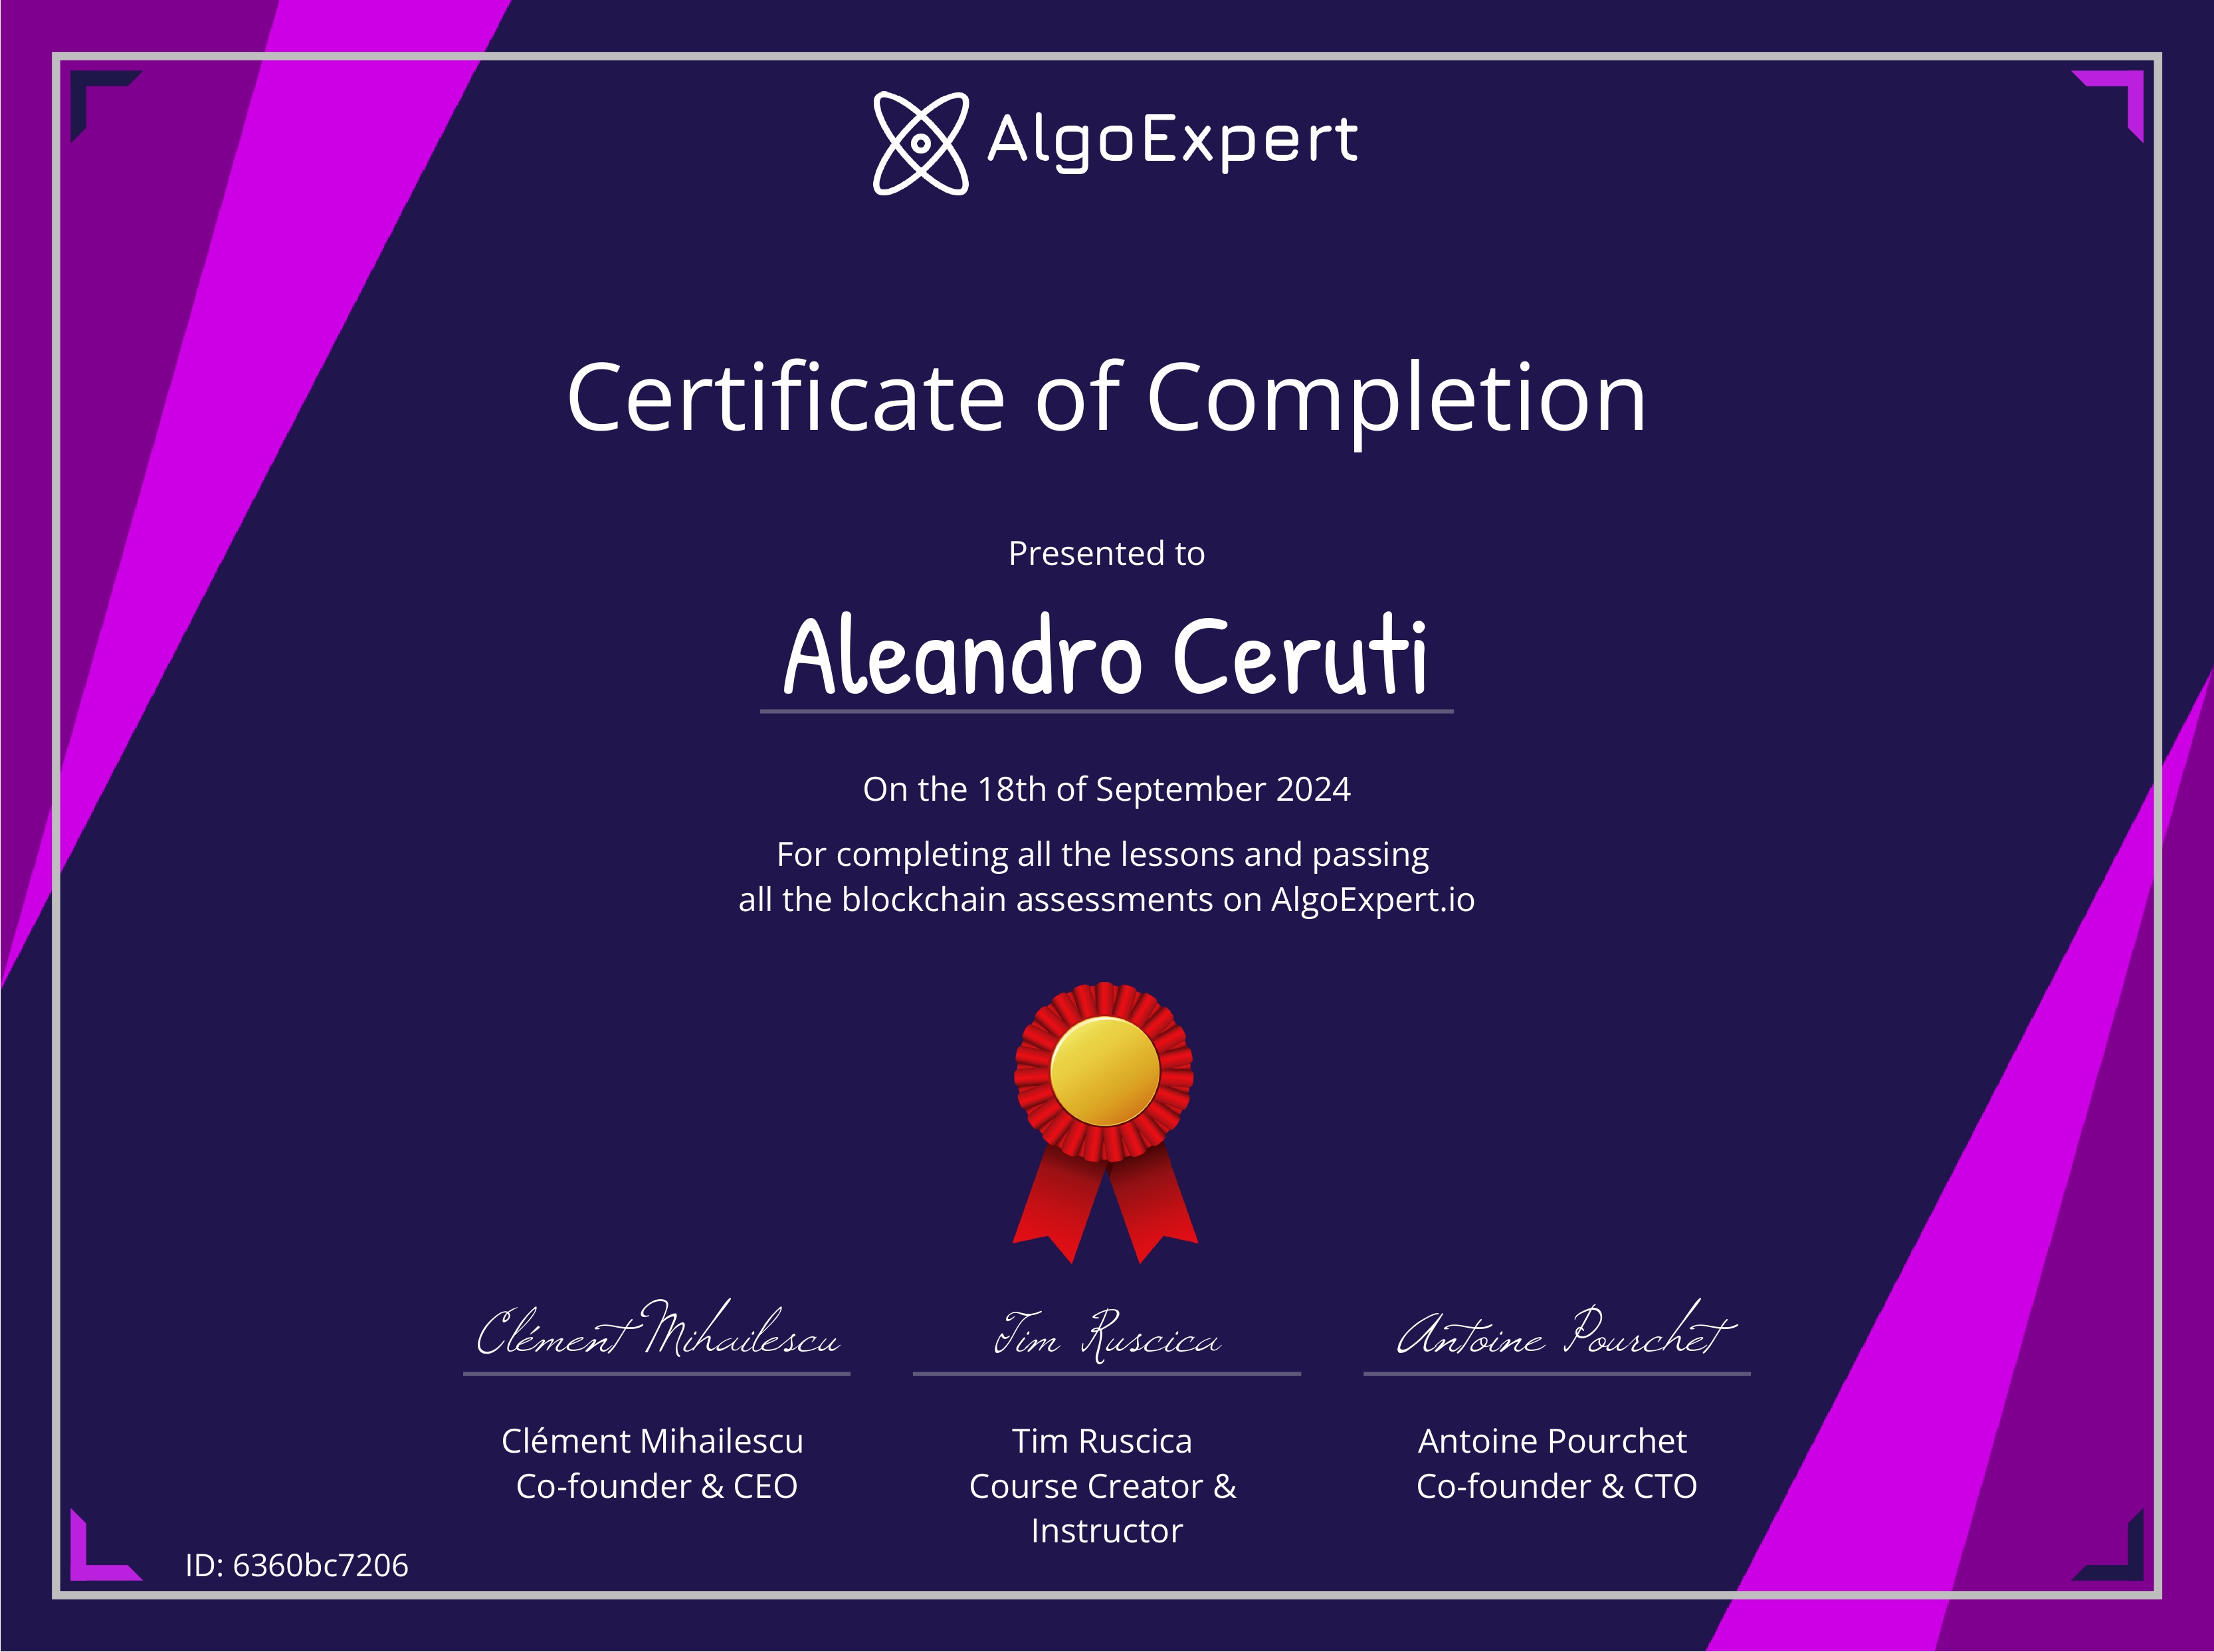 AlgoExpert
Certificate of Completion
Presented to
Aleandro Ceruti
On the 18th of September 2024
For completing all the lessons and passing
all the blockchain assessments on AlgoExpert.io
Clément Mihailescu
Tim Ruscica
Antoine Pourchet
Clément Mihailescu
Co-founder & CEO
Tim Ruscica
Course Creator &
Instructor
Antoine Pourchet
Co-founder & CTO
ID: 6360bc7206